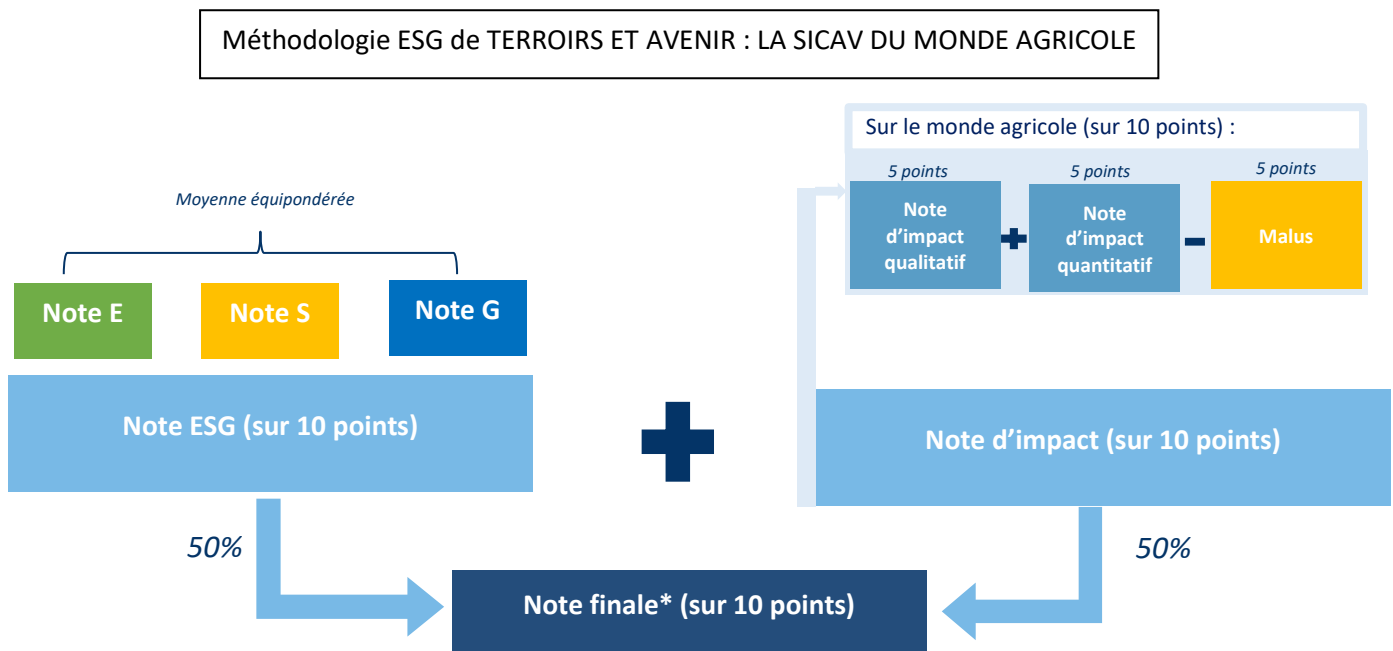 Méthodologie ESG de TERROIRS ET AVENIR : LA SICAV DU MONDE AGRICOLE
Sur le monde agricole (sur 10 points) :
5 points
5 points
5 points
Note
d’impact
qualitatif
Note
d’impact
quantitatif
Malus
Moyenne équipondérée
Note E
Note S
Note G
Note ESG (sur 10 points)
Note d’impact (sur 10 points)
50%
50%
Note finale* (sur 10 points)